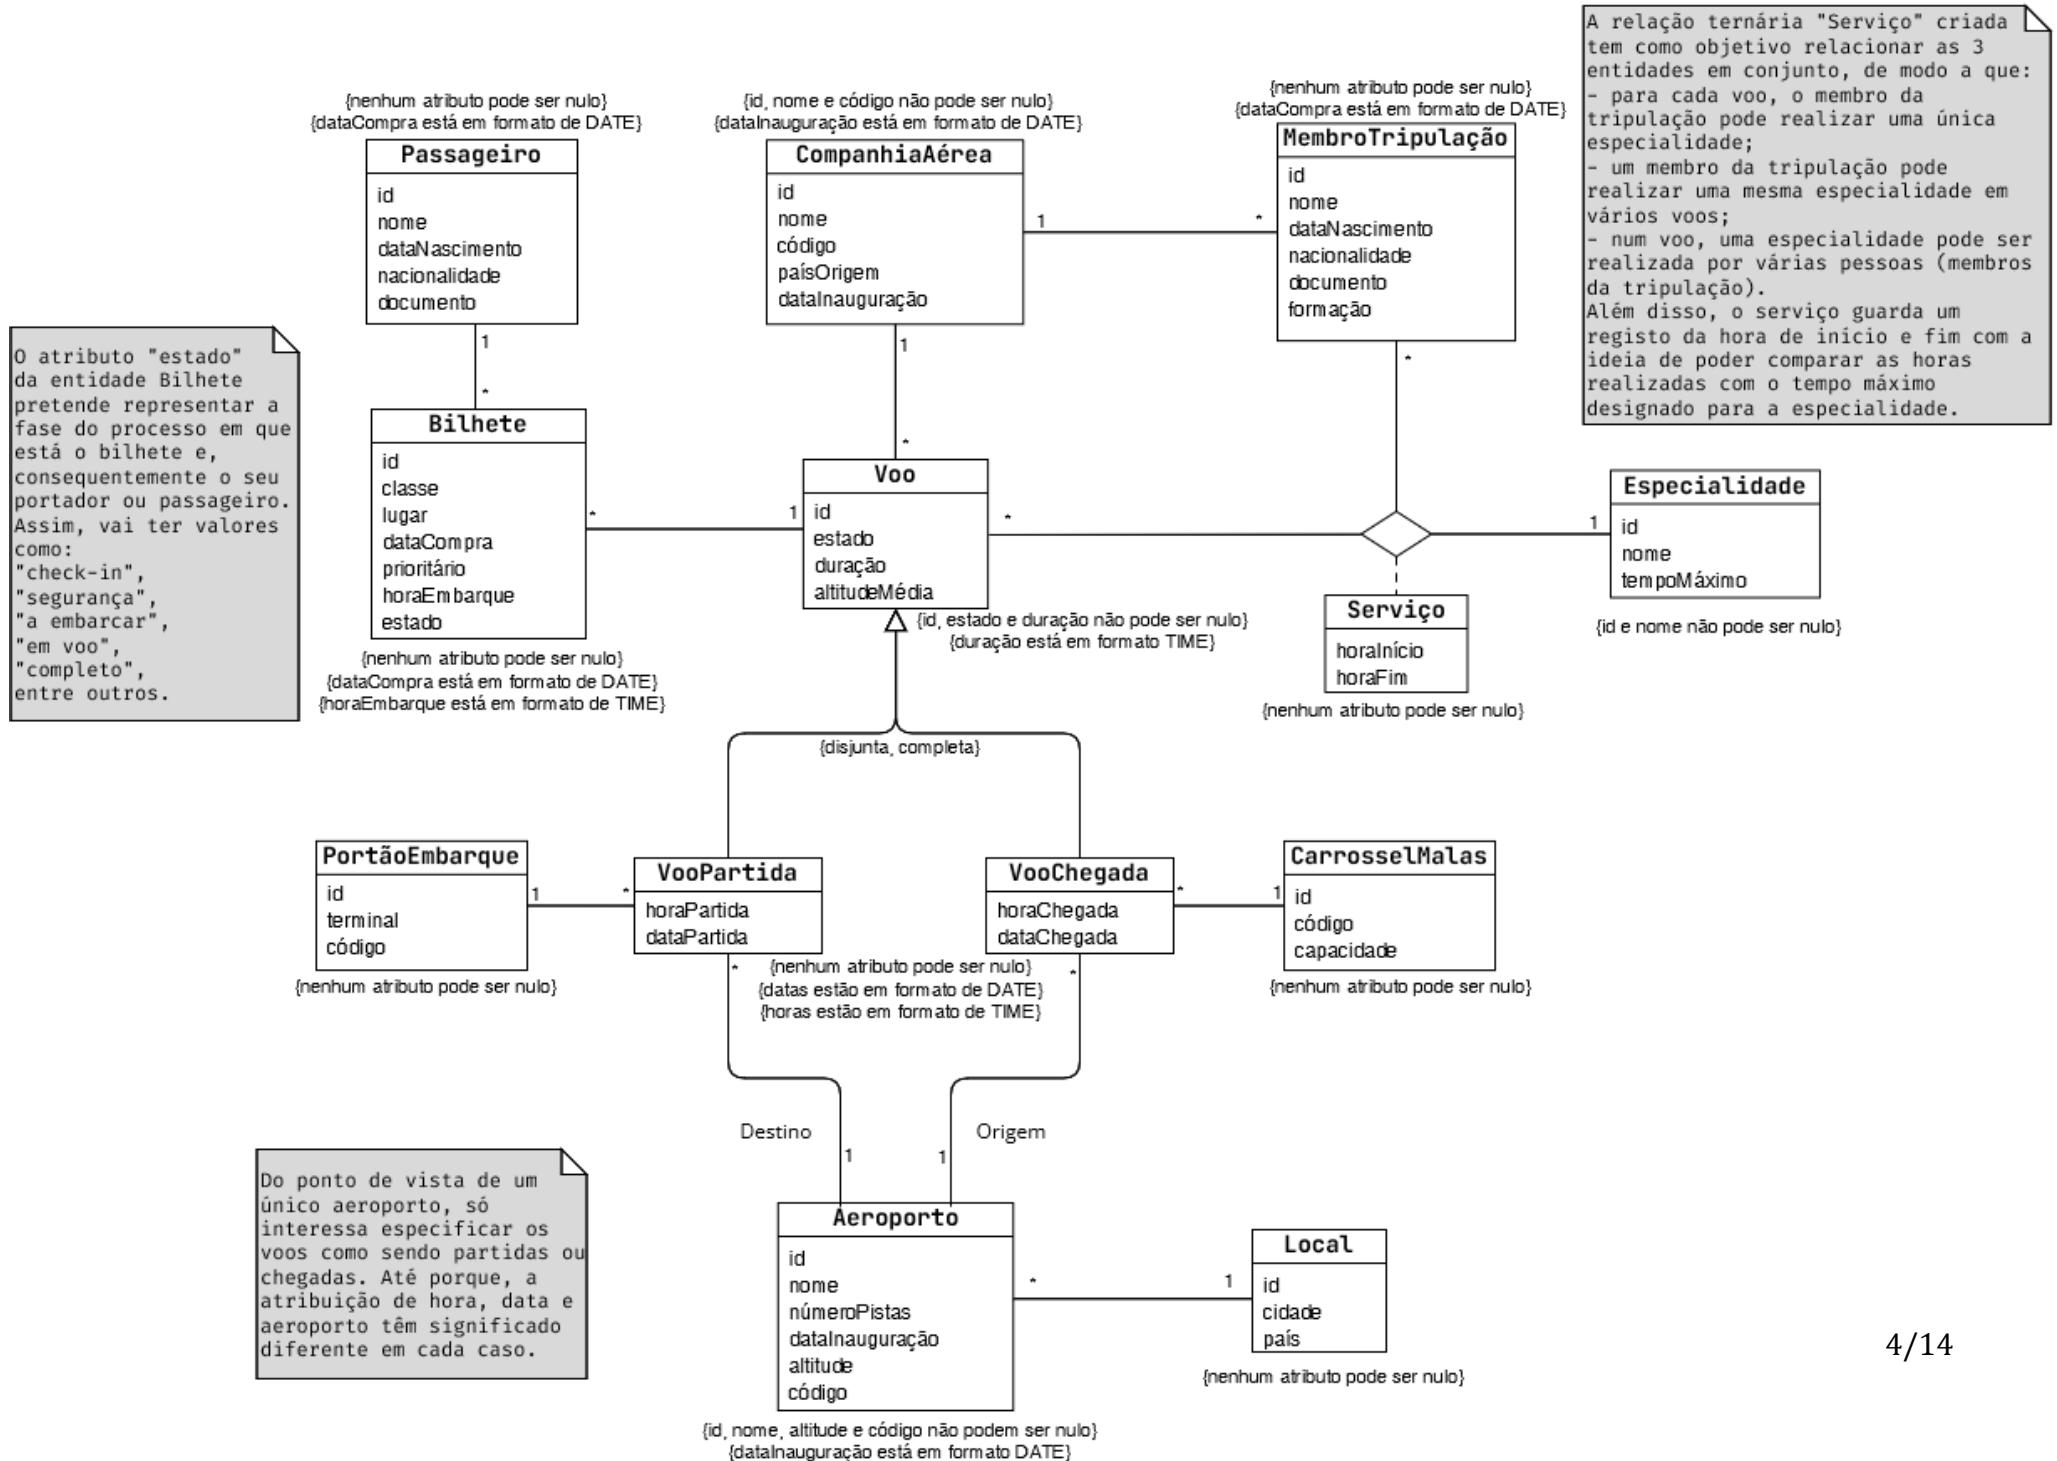 A relação ternária "Serviço" criada
tem como objetivo relacionar as 3
entidades em conjunto, de modo a que:
- para cada voo, o membro da
tripulação pode realizar uma única
especialidade;
- um membro da tripulação pode
realizar uma mesma especialidade em
vários voos;
- num voo, uma especialidade pode ser
realizada por várias pessoas (membros
da tripulação).
Além disso, o serviço guarda um
registo da hora de início e fim com a
ideia de poder comparar as horas
realizadas com o tempo máximo
designado para a especialidade.
{nenhum atributo pode ser nulo}
{dataCompra está em formato de DATE}
Passageiro
id
nome
dataNascimento
nacionalidade
documento
1
*
{id, nome e código não pode ser nulo}
{dataInauguração está em formato de DATE}
CompanhiaAérea
id
nome
código
paísOrigem
dataInauguração
1
*
1
*
{nenhum atributo pode ser nulo}
{dataCompra está em formato de DATE}
MembroTripulação
id
nome
dataNascimento
nacionalidade
documento
formação
*
O atributo "estado"
da entidade Bilhete
pretende representar a
fase do processo em que
está o bilhete e,
consequentemente o seu
portador ou passageiro.
Assim, vai ter valores
como:
"check-in",
"segurança",
"a embarcar",
"em voo",
"completo",
entre outros.
Bilhete
id
classe
lugar
dataCompra
prioritário
horaEmbarque
estado
{nenhum atributo pode ser nulo}
{dataCompra está em formato de DATE}
{horaEmbarque está em formato de TIME}
*
1
Voo
id
estado
duração
altitudeMédia
{id, estado e duração não pode ser nulo}
{duração está em formato TIME}
*
1
Especialidade
id
nome
tempoMáximo
{id e nome não pode ser nulo}
Serviço
horaInício
horaFim
{nenhum atributo pode ser nulo}
{disjunta, completa}
PortãoEmbarque
id
terminal
código
{nenhum atributo pode ser nulo}
1
*
VooPartida
horaPartida
dataPartida
VooChegada
horaChegada
dataChegada
*
1
CarrosselMalas
id
código
capacidade
{nenhum atributo pode ser nulo}
*
{nenhum atributo pode ser nulo}
{datas estão em formato de DATE}
{horas estão em formato de TIME}
*
Destino
Origem
1
1
Do ponto de vista de um
único aeroporto, só
interessa especificar os
voos como sendo partidas ou
chegadas. Até porque, a
atribuição de hora, data e
aeroporto têm significado
diferente em cada caso.
Aeroporto
id
nome
númeroPistas
dataInauguração
altitude
código
{id, nome, altitude e código não podem ser nulo}
{dataInauguração está em formato DATE}
*
1
Local
id
cidade
país
{nenhum atributo pode ser nulo}
4/14